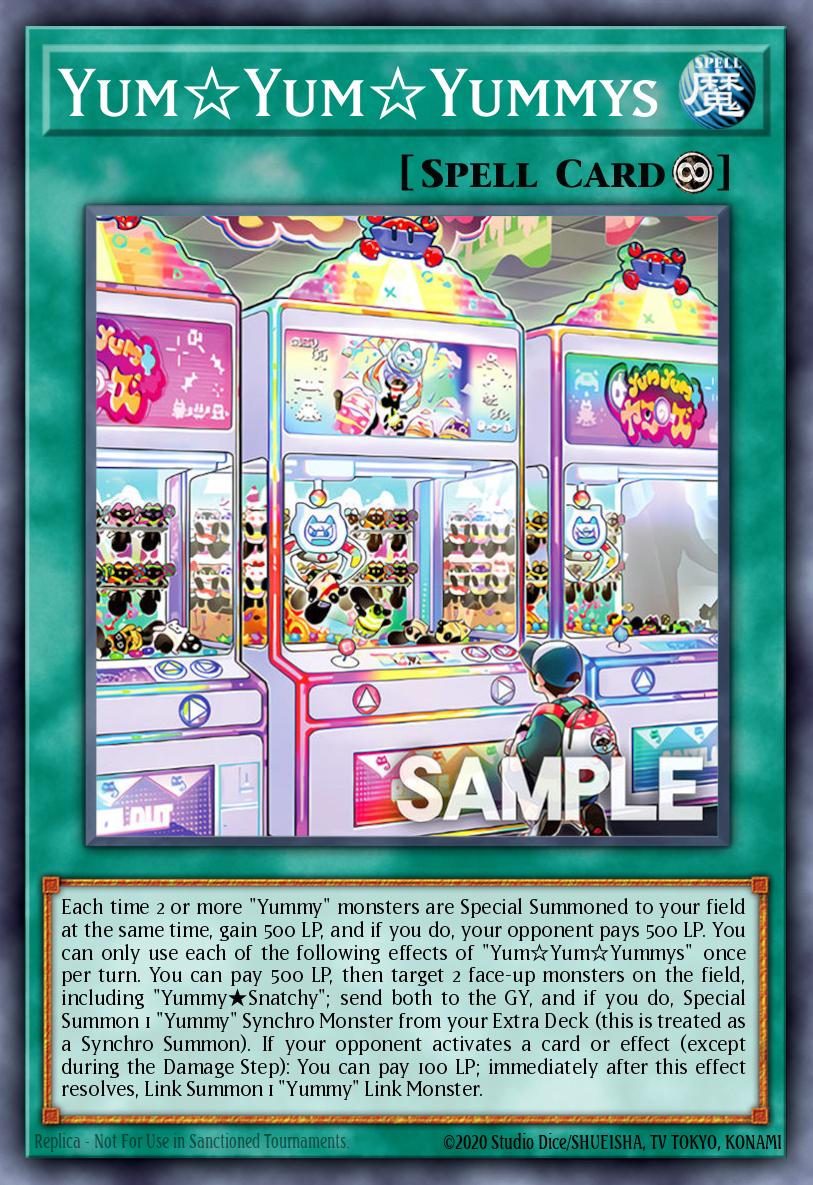 Yum☆Yum☆Yummys
SPELL
魔
[Spell Card♾]
Yum Yum
SAMPLE
Each time 2 or more "Yummy" monsters are Special Summoned to your field
at the same time, gain 500 LP, and if you do, your opponent pays 500 LP. You
can only use each of the following effects of "Yum☆Yum☆Yummys" once
per turn. You can pay 500 LP, then target 2 face-up monsters on the field,
including "Yummy★Snatchy"; send both to the GY, and if you do, Special
Summon 1 "Yummy" Synchro Monster from your Extra Deck (this is treated as
a Synchro Summon). If your opponent activates a card or effect (except
during the Damage Step): You can pay 100 LP; immediately after this effect
resolves, Link Summon 1 "Yummy" Link Monster.
Replica - Not For Use in Sanctioned Tournaments.
©2020 Studio Dice/SHUEISHA, TV TOKYO, KONAMI